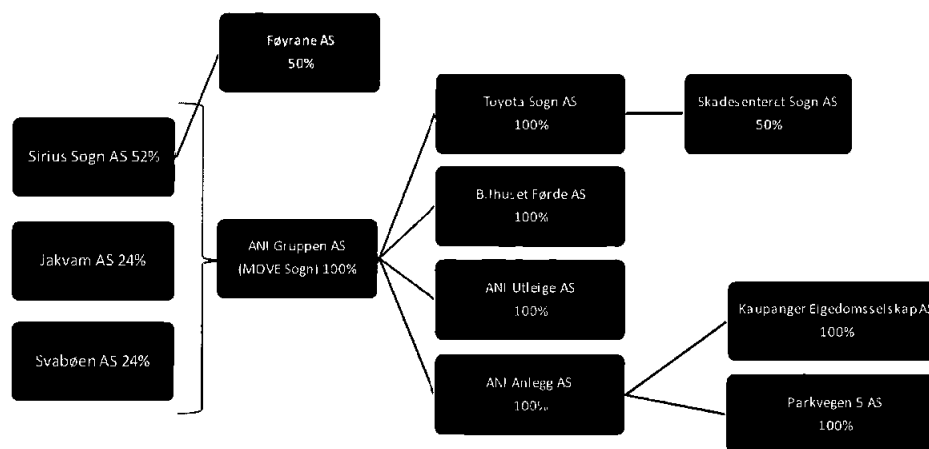 Føyrane AS
50%
Sirius Sogn AS 52%
Jakvam AS 24%
Svabøen AS 24%
ANI Gruppen AS
(MOVE Sogn) 100%
Toyota Sogn AS
100%
Skadesenteret Sogn AS
50%
Bilhuset Førde AS
100%
ANI Utleige AS
100%
ANI Anlegg AS
100%
Kaupanger Eigedomsselskap AS
100%
Parkvegen 5 AS
100%